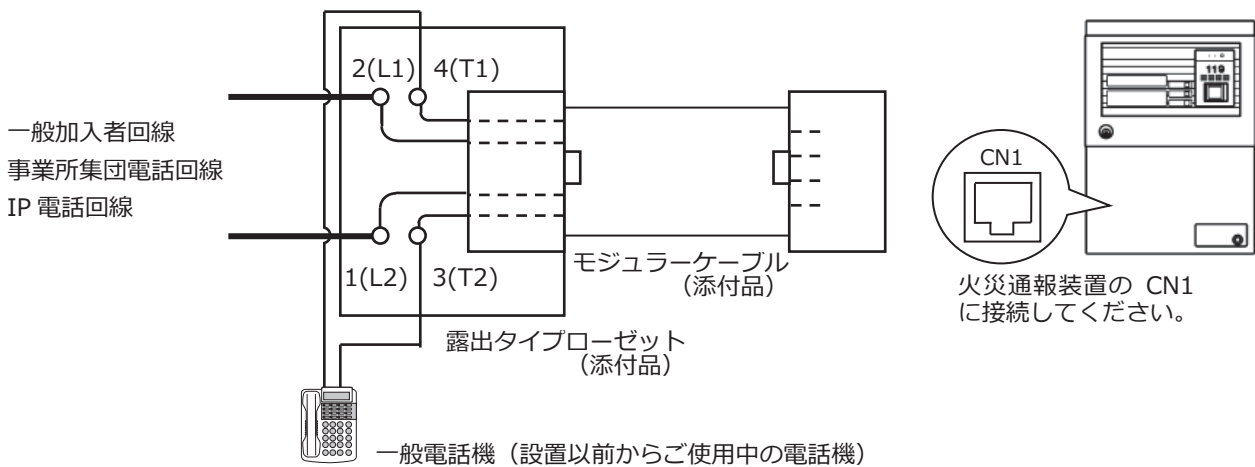 2(L1)
4(T1)
一般加入者回線
事業所集団電話回線
IP 電話回線
1(L2)
3(T2)
モジュラーケーブル
（添付品）
露出タイプローゼット
（添付品）
一般電話機（設置以前からご使用中の電話機）
119
CN1
火災通報装置の CN1
に接続してください。